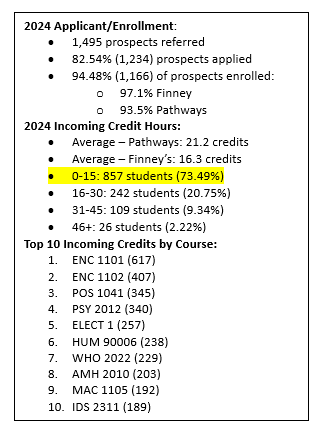 2024 Applicant/Enrollment:
• 1,495 prospects referred
• 82.54% (1,234) prospects applied
• 94.48% (1,166) of prospects enrolled:
o 97.1% Finney
o 93.5% Pathways
2024 Incoming Credit Hours:
• Average – Pathways: 21.2 credits
• Average – Finney's: 16.3 credits
• 0-15: 857 students (73.49%)
• 16-30: 242 students (20.75%)
• 31-45: 109 students (9.34%)
• 46+: 26 students (2.22%)
Top 10 Incoming Credits by Course:
1. ENC 1101 (617)
2. ENC 1102 (407)
3. POS 1041 (345)
4. PSY 2012 (340)
5. ELECT 1 (257)
6. HUM 90006 (238)
7. WHO 2022 (229)
8. AMH 2010 (203)
9. MAC 1105 (192)
10. IDS 2311 (189)